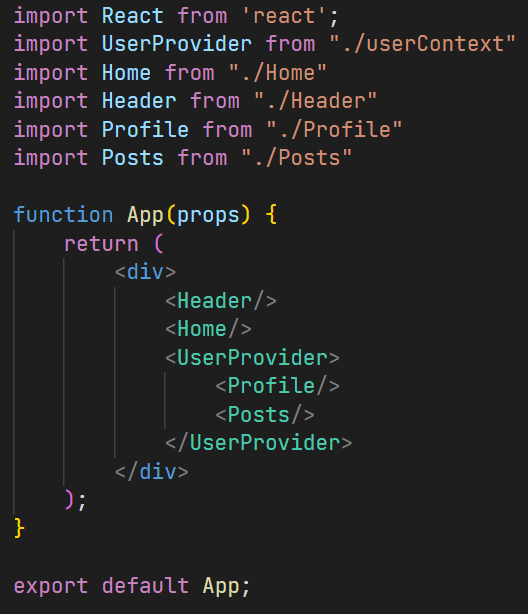 import React from 'react';
import UserProvider from "./userContext"
import Home from "./Home"
import Header from "./Header"
import Profile from "./Profile"
import Posts from "./Posts"

function App(props) {
    return (
        <div>
            <Header/>
            <Home/>
            <UserProvider>
                <Profile/>
                <Posts/>
            </UserProvider>
        </div>
    );
}

export default App;